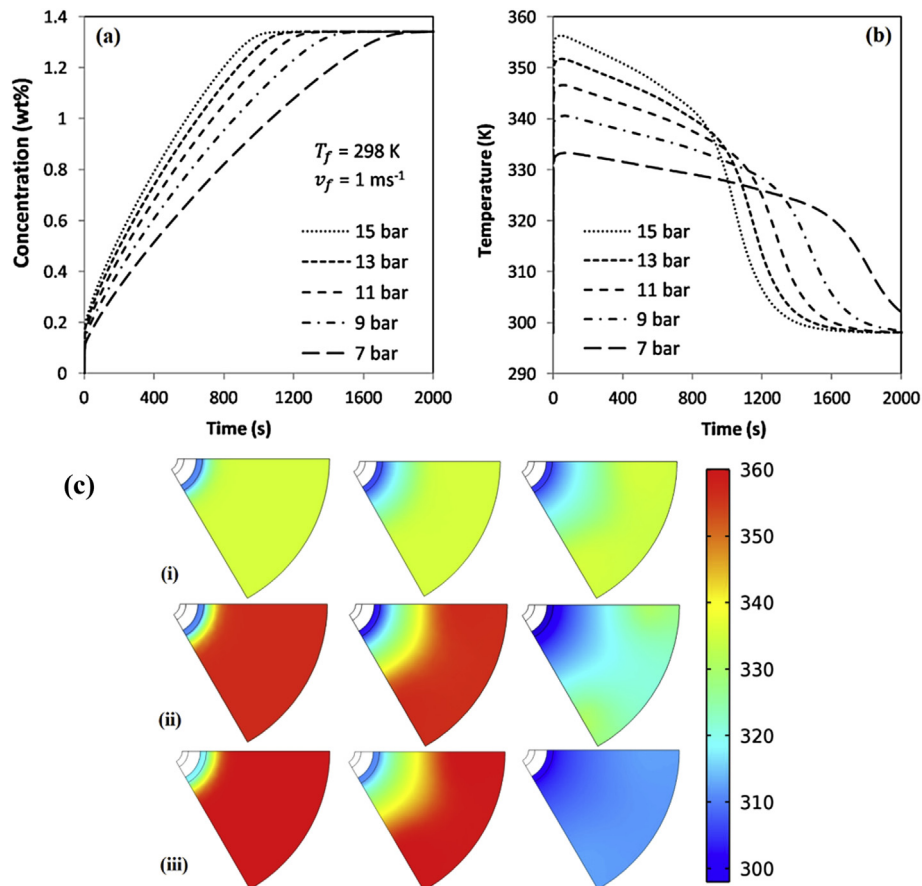 (a)
1.4
1.2
1
0.8
0.6
0.4
0.2
0
Concentration (wt%)
T_f = 298 K
v_f = 1 ms⁻¹
15 bar
13 bar
11 bar
9 bar
7 bar
0 400 800 1200 1600 2000
Time (s)
(b)
360
350
340
330
320
310
300
290
Temperature (K)
15 bar
13 bar
11 bar
9 bar
7 bar
0 400 800 1200 1600 2000
Time (s)
(c)
(i)
(ii)
(iii)
360
350
340
330
320
310
300